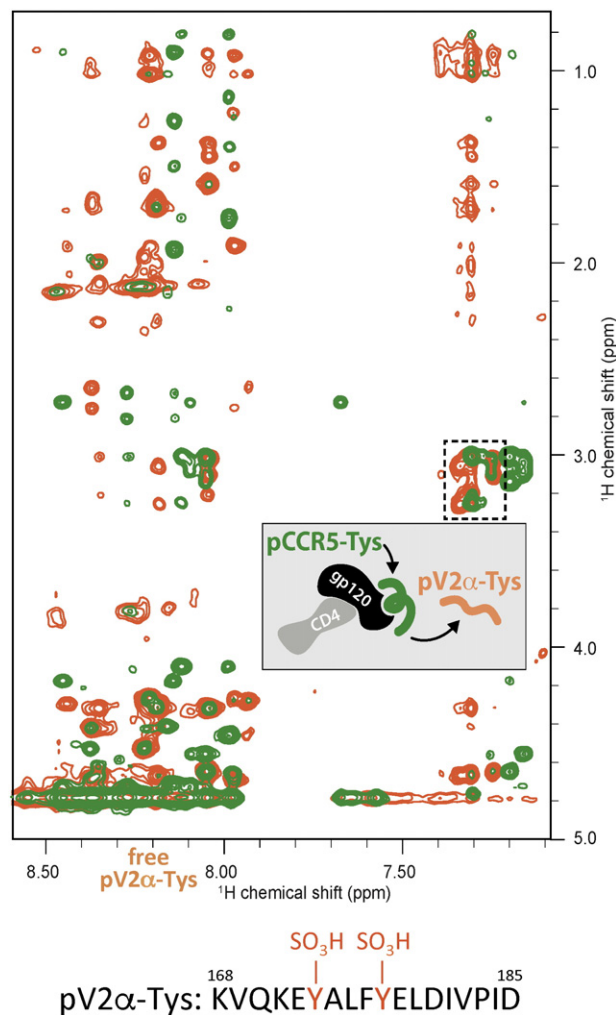 1.0
2.0
3.0
4.0
5.0
¹H chemical shift (ppm)
pCCR5-Tys
gp120
CD4
pV2α-Tys
8.50
8.00
7.50
free
pV2α-Tys
¹H chemical shift (ppm)
SO₃H SO₃H
168 185
pV2α-Tys: KVQKEYALFYELDIVPID